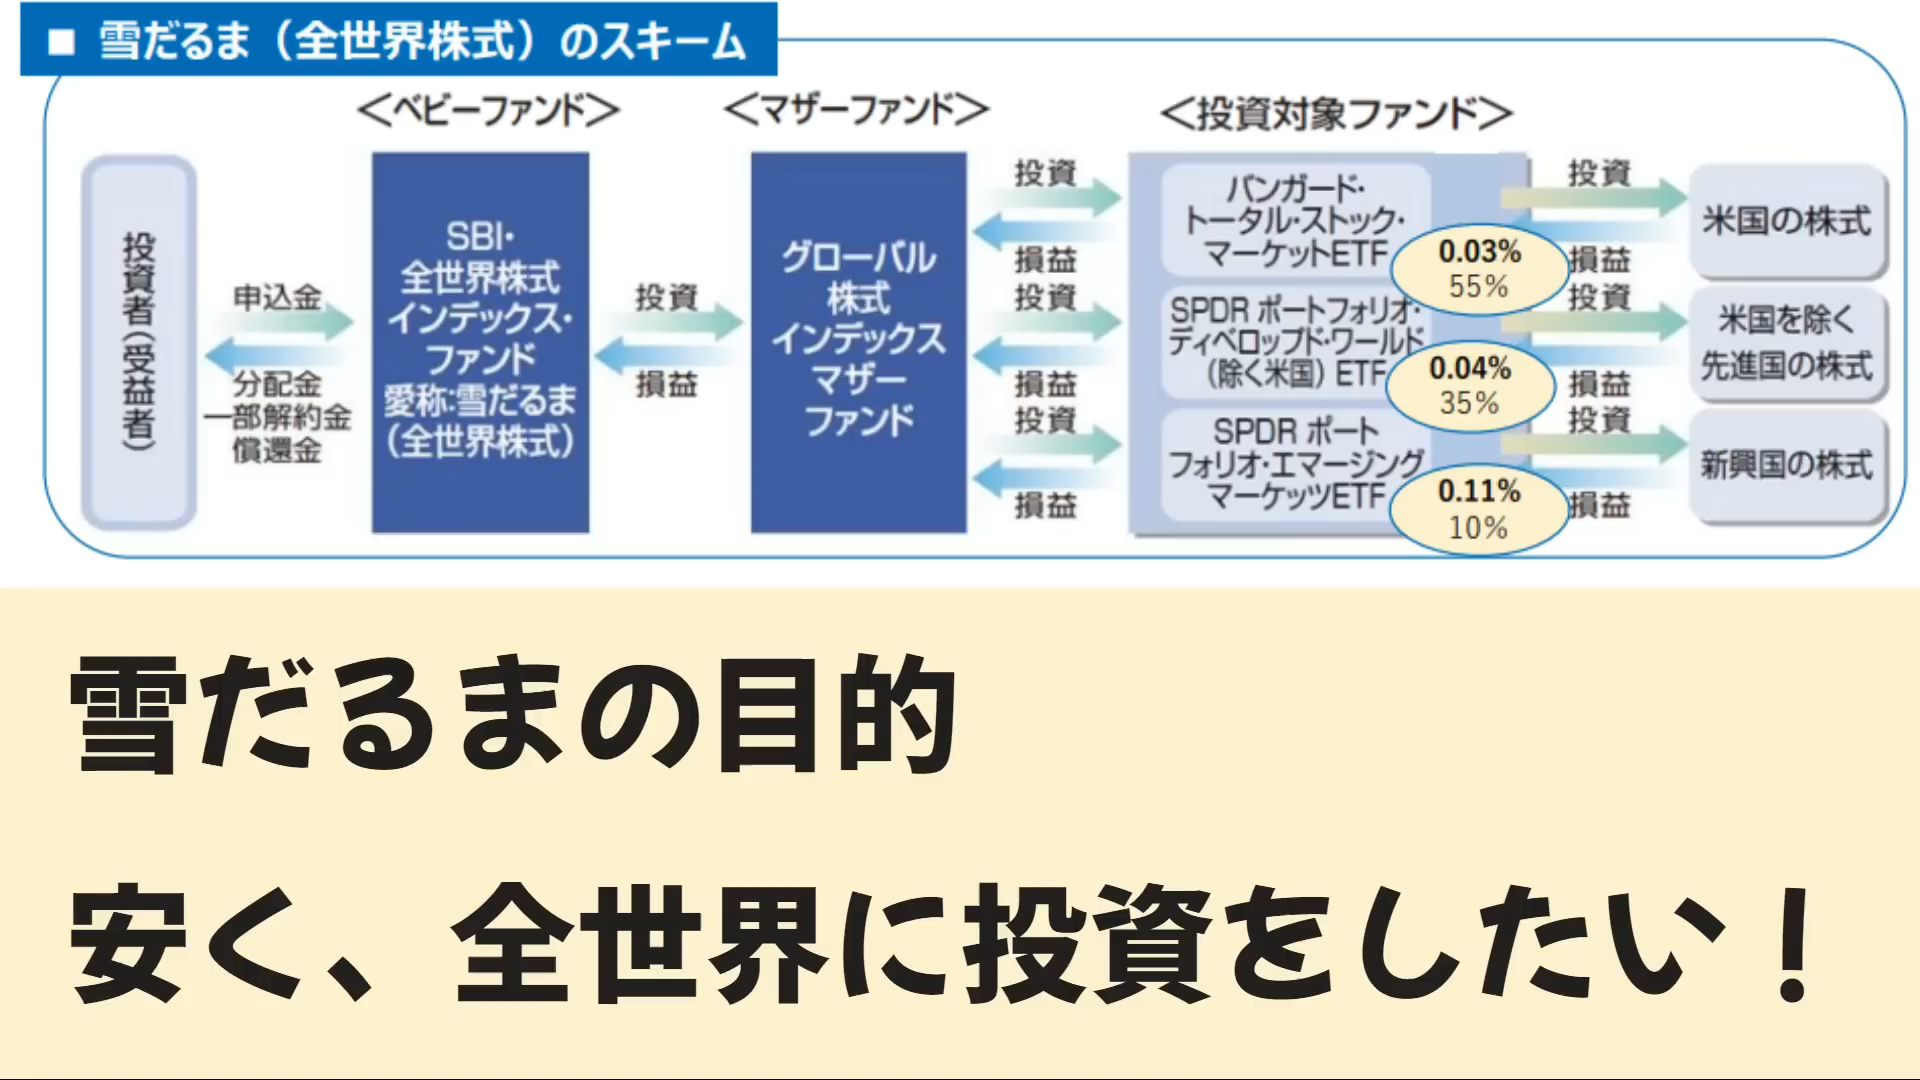 ■ 雪だるま（全世界株式）のスキーム
＜ベビーファンド＞
＜マザーファンド＞
＜投資対象ファンド＞
投資者（受益者）
申込金
分配金
一部解約金
償還金
SBI・
全世界株式
インデックス・
ファンド
愛称:雪だるま
（全世界株式）
投資
損益
グローバル
株式
インデックス
マザー
ファンド
投資
損益
投資
損益
投資
損益
バンガード・
トータル・ストック・
マーケットETF
0.03%
55%
SPDR ポートフォリオ・
ディベロップド・ワールド
（除く米国）ETF
0.04%
35%
SPDR ポート
フォリオ・エマージング
マーケッツETF
0.11%
10%
投資
損益
投資
損益
投資
損益
米国の株式
米国を除く
先進国の株式
新興国の株式
雪だるまの目的
安く、全世界に投資をしたい！